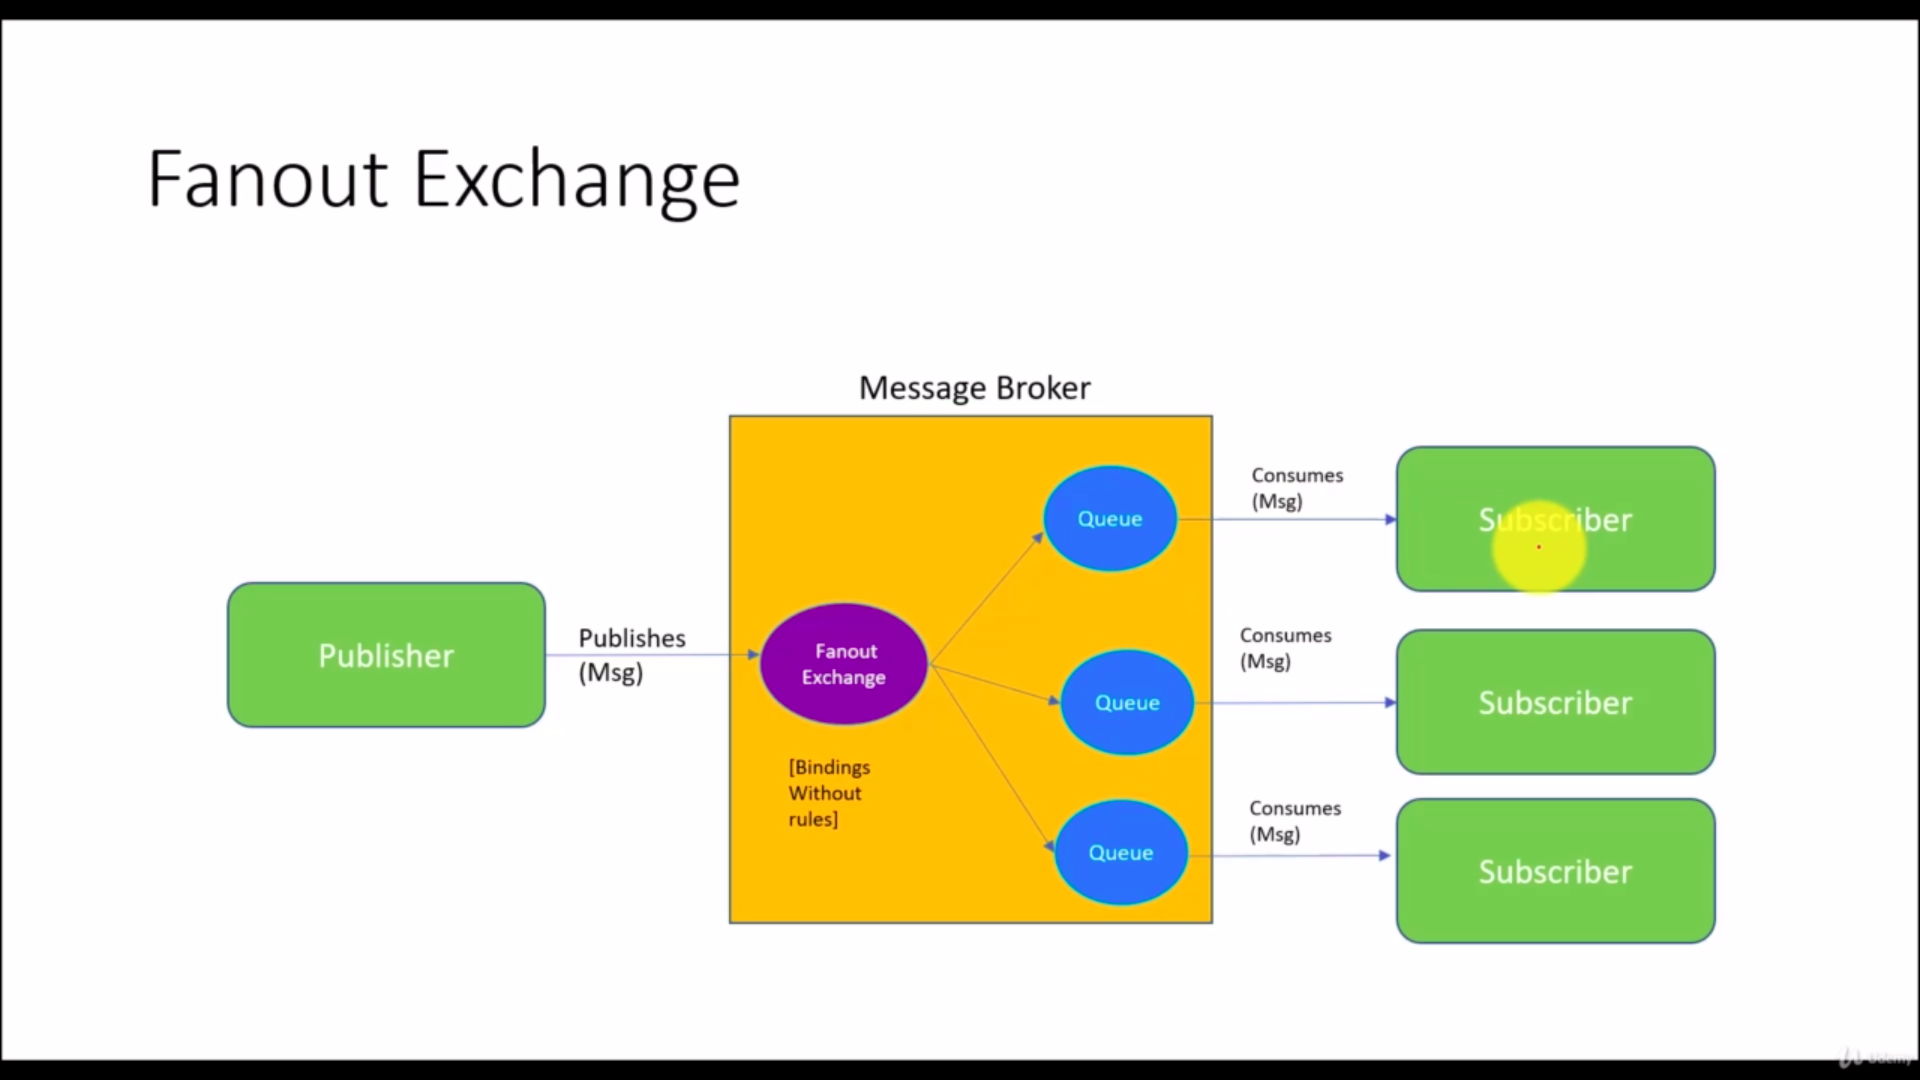 Fanout Exchange
Message Broker
Publisher
Publishes
(Msg)
Fanout
Exchange
[Bindings
Without
rules]
Queue
Consumes
(Msg)
Subscriber
Queue
Consumes
(Msg)
Subscriber
Queue
Consumes
(Msg)
Subscriber
Udemy